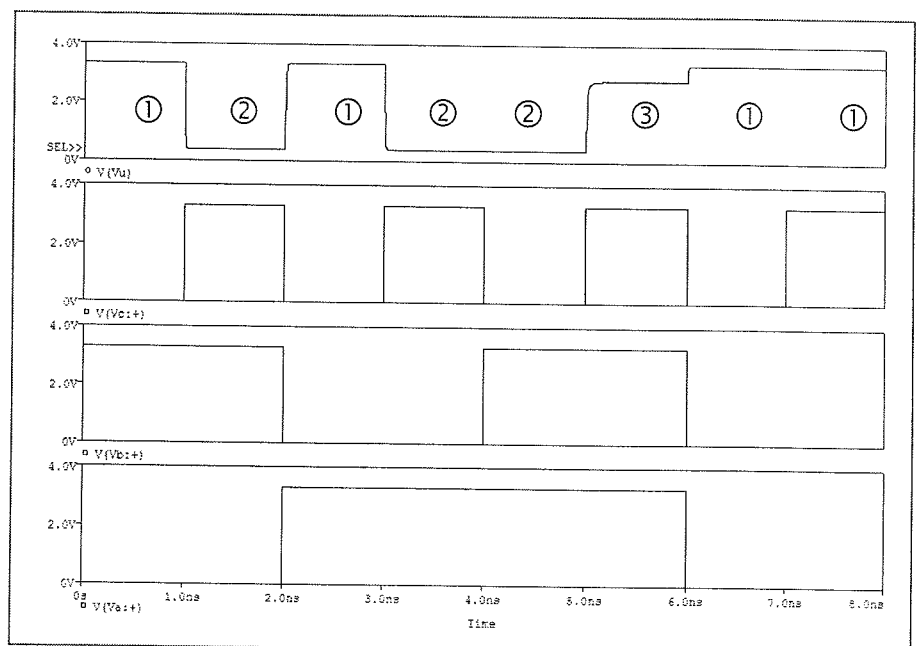 4.0V
2.0V
① ② ① ② ② ③ ① ①
SEL>>
0V
V(Vu)
4.0V
2.0V
0V
V(Vc:+)
4.0V
2.0V
0V
V(Vb:+)
4.0V
2.0V
0V
0s 1.0ns 2.0ns 3.0ns 4.0ns 5.0ns 6.0ns 7.0ns 8.0ns
V(Va:+)
Time